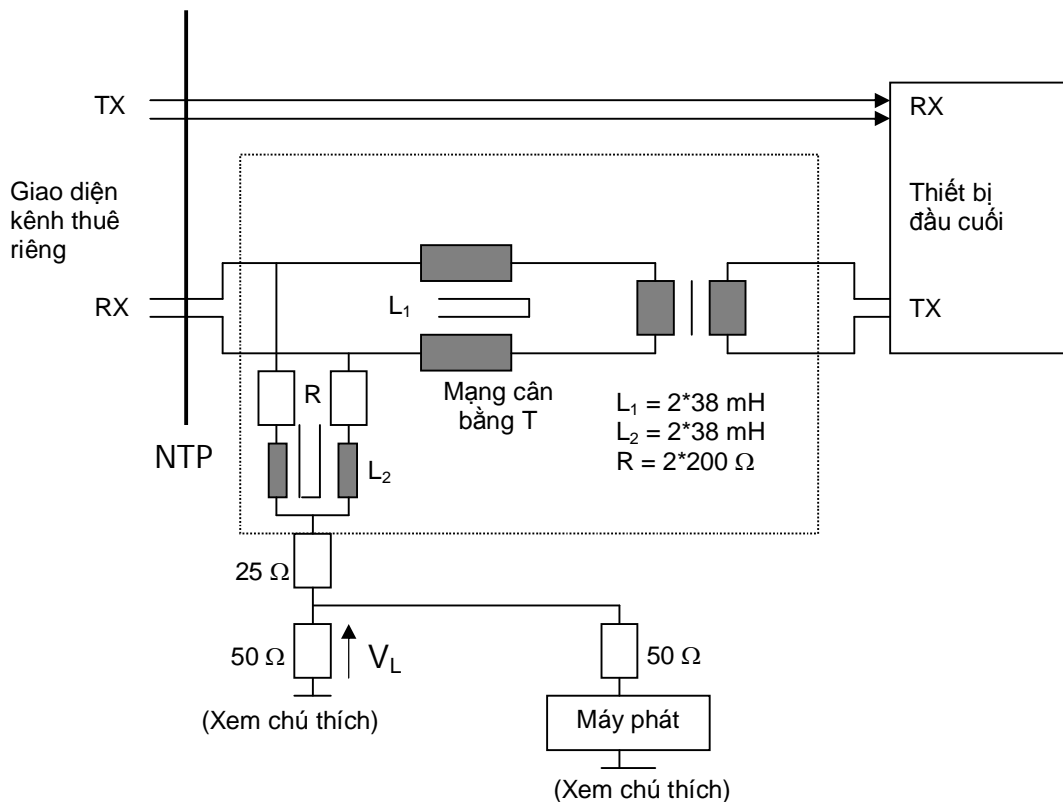 TX
RX
Giao diện
kênh thuê
riêng
Thiết bị
đầu cuối
RX
L₁
TX
R
Mạng cân
bằng T
L₁ = 2*38 mH
L₂ = 2*38 mH
R = 2*200 Ω
NTP
L₂
25 Ω
50 Ω
V_L
50 Ω
(Xem chú thích)
Máy phát
(Xem chú thích)